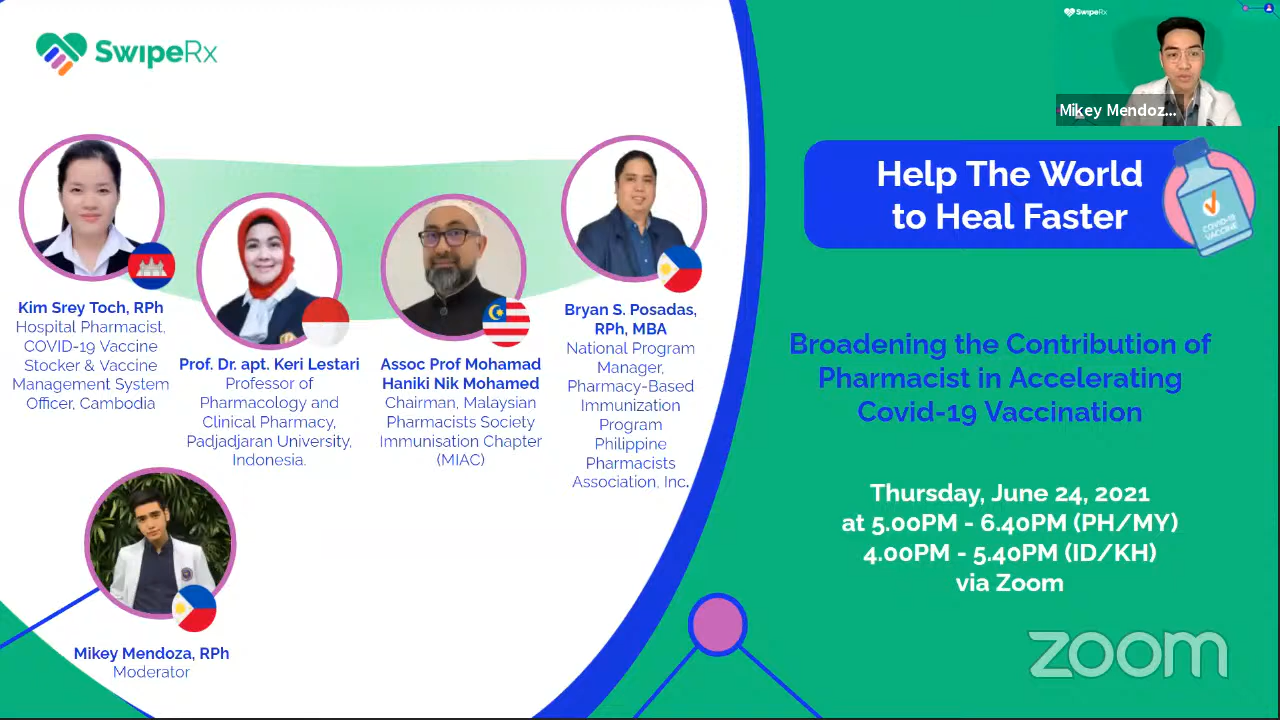 SwipeRx
SwipeRx
Mikey Mendoz...
Help The World
to Heal Faster
COVID-19
VACCINE
Kim Srey Toch, RPh
Hospital Pharmacist,
COVID-19 Vaccine
Stocker & Vaccine
Management System
Officer, Cambodia
Prof. Dr. apt. Keri Lestari
Professor of
Pharmacology and
Clinical Pharmacy,
Padjadjaran University,
Indonesia.
Assoc Prof Mohamad
Haniki Nik Mohamed
Chairman, Malaysian
Pharmacists Society
Immunisation Chapter
(MIAC)
Bryan S. Posadas,
RPh, MBA
National Program
Manager,
Pharmacy-Based
Immunization
Program
Philippine
Pharmacists
Association, Inc.
Mikey Mendoza, RPh
Moderator
Broadening the Contribution of
Pharmacist in Accelerating
Covid-19 Vaccination
Thursday, June 24, 2021
at 5.00PM - 6.40PM (PH/MY)
4.00PM - 5.40PM (ID/KH)
via Zoom
zoom